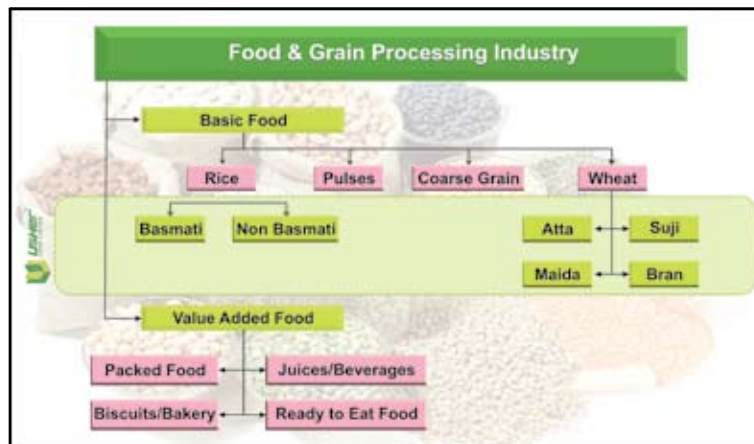 Food & Grain Processing Industry
Basic Food
Rice Pulses Coarse Grain Wheat
Basmati Non Basmati Atta Suji
Maida Bran
Value Added Food
Packed Food Juices/Beverages
Biscuits/Bakery Ready to Eat Food
USHER